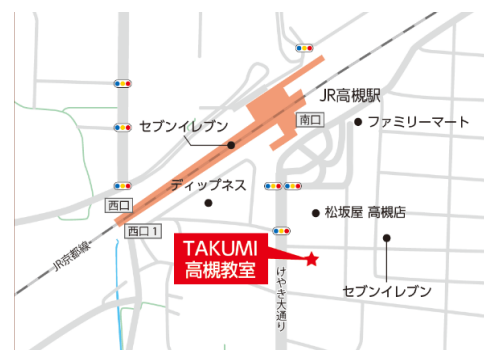 JR高槻駅
南口
ファミリーマート
セブンイレブン
ディップネス
西口
西口 1
松坂屋 高槻店
TAKUMI
高槻教室
JR京都線
けやき大通り
セブンイレブン